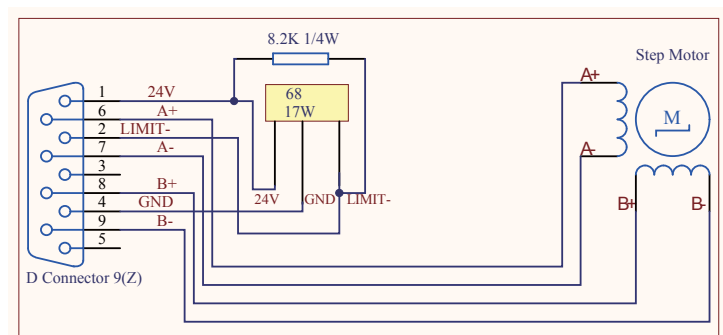 8.2K 1/4W
Step Motor
1 24V
6 A+
2 LIMIT-
7 A-
3
8 B+
4 GND
9 B-
5
68
17W
24V GND LIMIT-
A+
A-
M
B+ B-
D Connector 9(Z)